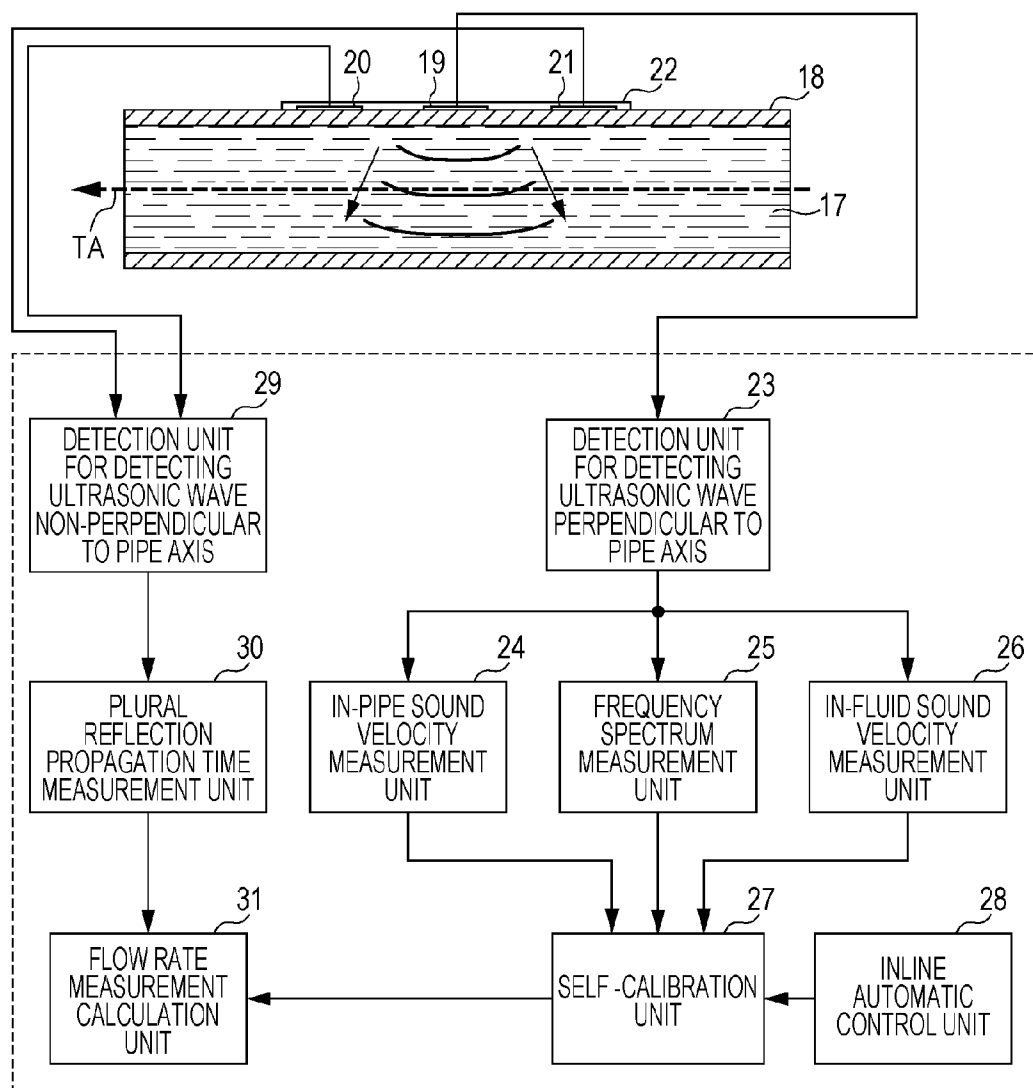 20
19
21
22
18
TA
17
29
23
DETECTION UNIT
FOR DETECTING
ULTRASONIC WAVE
NON-PERPENDICULAR
TO PIPE AXIS
DETECTION UNIT
FOR DETECTING
ULTRASONIC WAVE
PERPENDICULAR TO
PIPE AXIS
30
24
25
26
PLURAL
REFLECTION
PROPAGATION TIME
MEASUREMENT UNIT
IN-PIPE SOUND
VELOCITY
MEASUREMENT
UNIT
FREQUENCY
SPECTRUM
MEASUREMENT
UNIT
IN-FLUID SOUND
VELOCITY
MEASUREMENT
UNIT
31
27
28
FLOW RATE
MEASUREMENT
CALCULATION
UNIT
SELF -CALIBRATION
UNIT
INLINE
AUTOMATIC
CONTROL UNIT